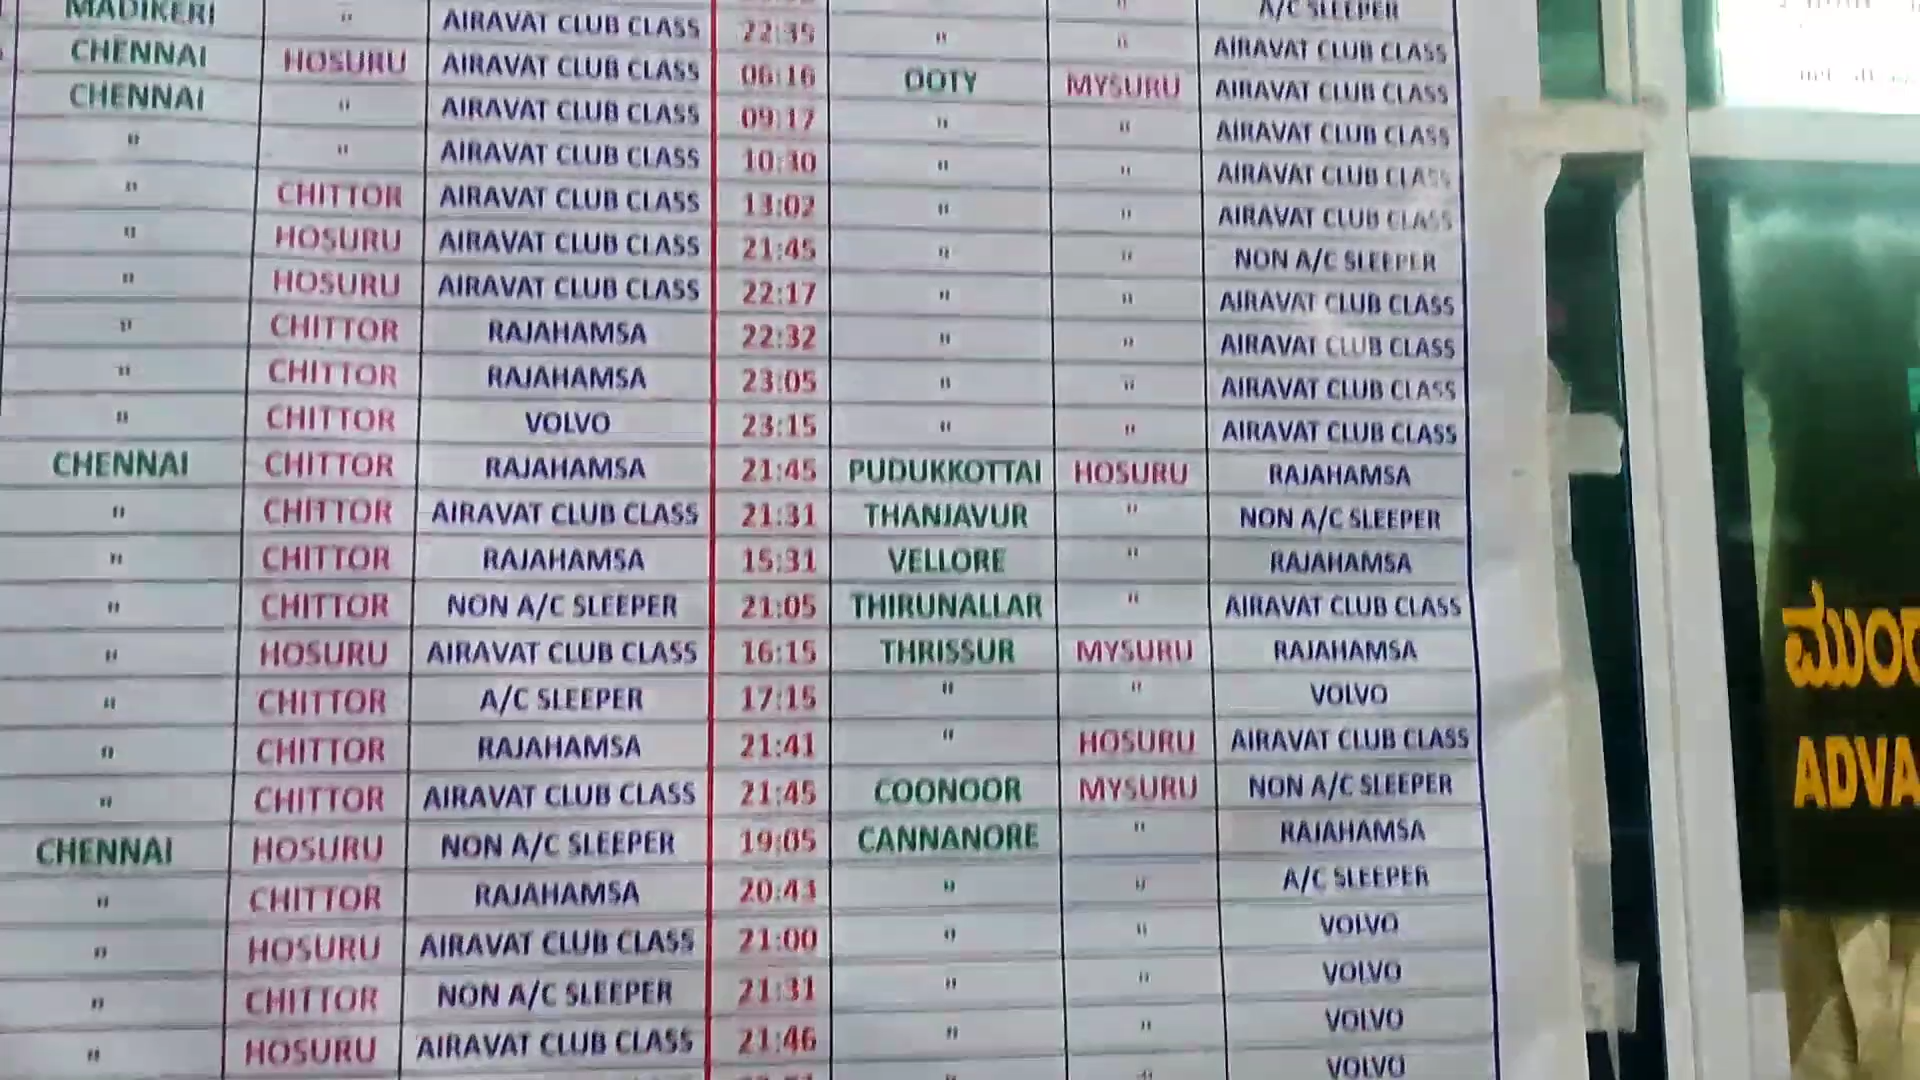 MADIKERI " AIRAVAT CLUB CLASS 22:35 " " A/C SLEEPER
CHENNAI HOSURU AIRAVAT CLUB CLASS 06:16 OOTY MYSURU AIRAVAT CLUB CLASS
CHENNAI " AIRAVAT CLUB CLASS 09:17 " " AIRAVAT CLUB CLASS
" " AIRAVAT CLUB CLASS 10:30 " " AIRAVAT CLUB CLASS
" CHITTOR AIRAVAT CLUB CLASS 13:02 " " AIRAVAT CLUB CLASS
" HOSURU AIRAVAT CLUB CLASS 21:45 " " NON A/C SLEEPER
" HOSURU AIRAVAT CLUB CLASS 22:17 " " AIRAVAT CLUB CLASS
" CHITTOR RAJAHAMSA 22:32 " " AIRAVAT CLUB CLASS
" CHITTOR RAJAHAMSA 23:05 " " AIRAVAT CLUB CLASS
" CHITTOR VOLVO 23:15 " " AIRAVAT CLUB CLASS
CHENNAI CHITTOR RAJAHAMSA 21:45 PUDUKKOTTAI HOSURU RAJAHAMSA
" CHITTOR AIRAVAT CLUB CLASS 21:31 THANJAVUR " NON A/C SLEEPER
" CHITTOR RAJAHAMSA 15:31 VELLORE " RAJAHAMSA
" CHITTOR NON A/C SLEEPER 21:05 THIRUNALLAR " AIRAVAT CLUB CLASS
" HOSURU AIRAVAT CLUB CLASS 16:15 THRISSUR MYSURU RAJAHAMSA
" CHITTOR A/C SLEEPER 17:15 " " VOLVO
" CHITTOR RAJAHAMSA 21:41 " HOSURU AIRAVAT CLUB CLASS
" CHITTOR AIRAVAT CLUB CLASS 21:45 COONOOR MYSURU NON A/C SLEEPER
CHENNAI HOSURU NON A/C SLEEPER 19:05 CANNANORE " RAJAHAMSA
" CHITTOR RAJAHAMSA 20:43 " " A/C SLEEPER
" HOSURU AIRAVAT CLUB CLASS 21:00 " " VOLVO
" CHITTOR NON A/C SLEEPER 21:31 " " VOLVO
" HOSURU AIRAVAT CLUB CLASS 21:46 " " VOLVO
" " VOLVO
ಮುಂಗ
ADVA